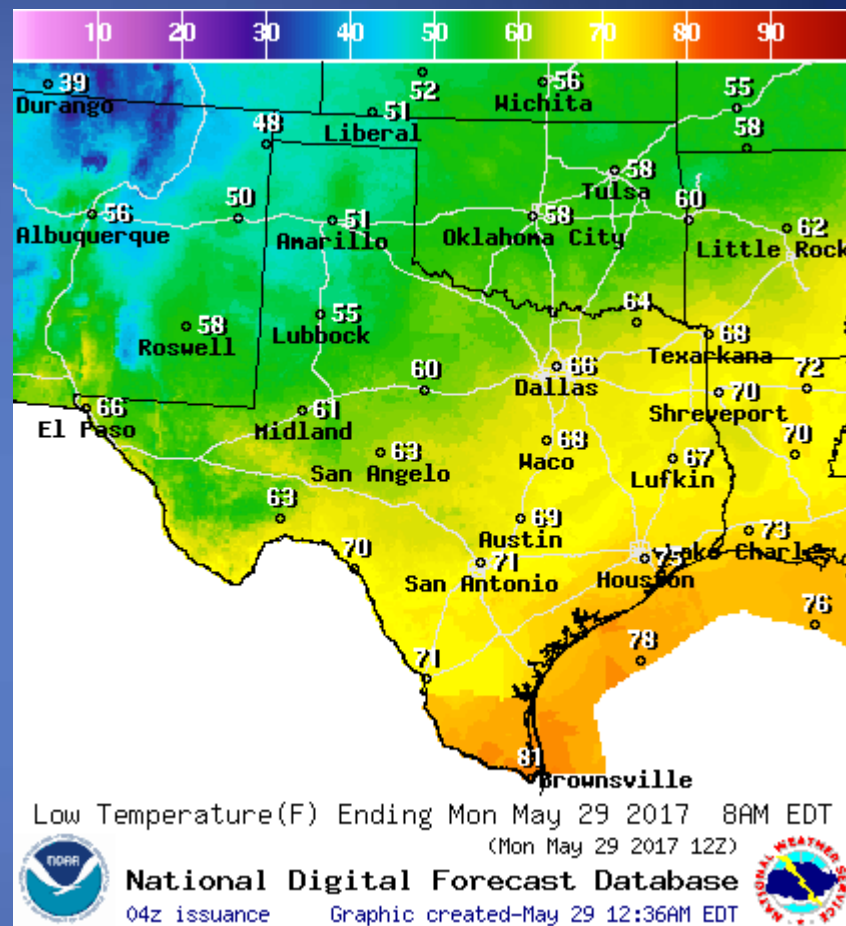 10 20 30 40 50 60 70 80 90
39
Durango
52
56
Wichita
55
51
Liberal
48
58
58
Tulsa
56
Albuquerque
50
51
Amarillo
58
Oklahoma City
60
62
Little Rock
58
Roswell
55
Lubbock
64
68
Texarkana
66
Dallas
60
72
70
Shreveport
66
El Paso
61
Midland
68
Waco
70
63
San Angelo
67
Lufkin
63
69
Austin
73
Lake Charles
70
71
San Antonio
75
Houston
76
78
71
81
Brownsville
Low Temperature(F) Ending Mon May 29 2017 8AM EDT
(Mon May 29 2017 12Z)
National Digital Forecast Database
04z issuance Graphic created-May 29 12:36AM EDT
NOAA
NATIONAL WEATHER SERVICE